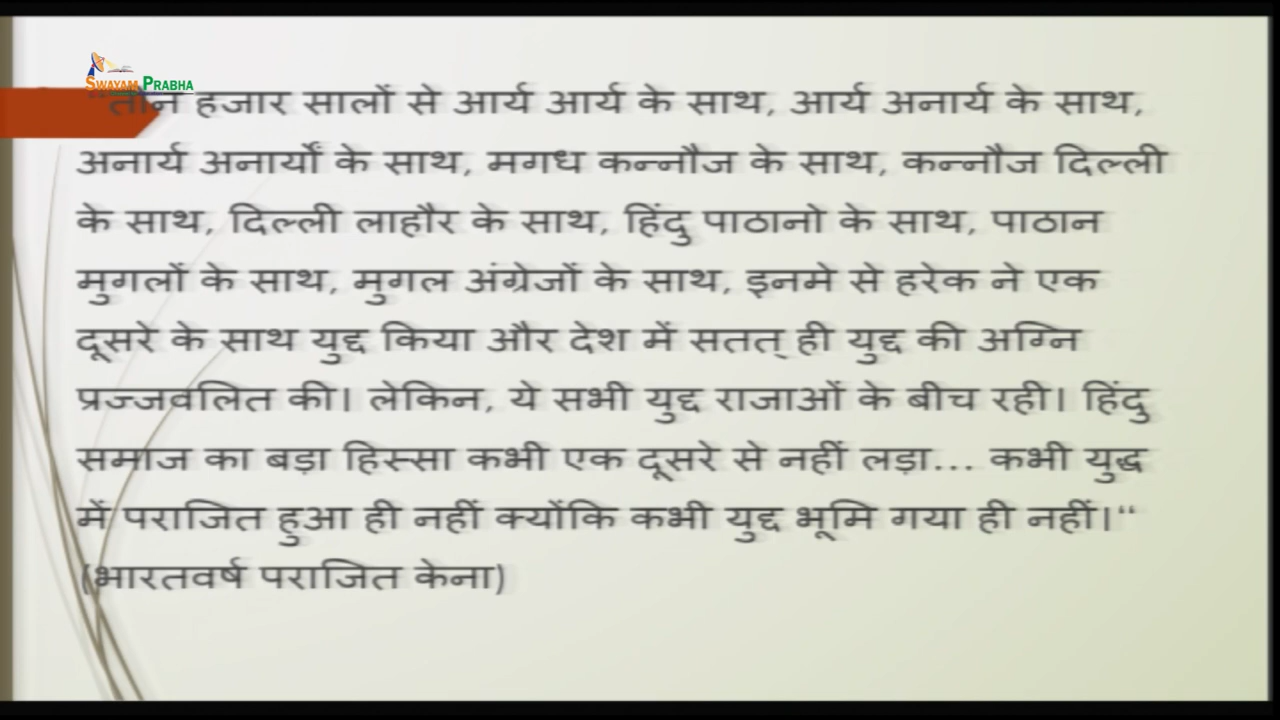 SWAYAM PRABHA
"तीन हजार सालों से आर्य आर्य के साथ, आर्य अनार्य के साथ,
अनार्य अनार्यों के साथ, मगध कन्नौज के साथ, कन्नौज दिल्ली
के साथ, दिल्ली लाहौर के साथ, हिंदु पाठानो के साथ, पाठान
मुगलों के साथ, मुगल अंग्रेजों के साथ, इनमे से हरेक ने एक
दूसरे के साथ युद्द किया और देश में सतत् ही युद्द की अग्नि
प्रज्जवलित की। लेकिन, ये सभी युद्द राजाओं के बीच रही। हिंदु
समाज का बड़ा हिस्सा कभी एक दूसरे से नहीं लड़ा... कभी युद्ध
में पराजित हुआ ही नहीं क्योंकि कभी युद्द भूमि गया ही नहीं।"
(भारतवर्ष पराजित केना)